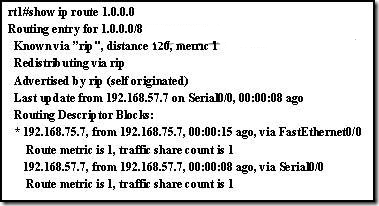 rt1#show ip route 1.0.0.0
Routing entry for 1.0.0.0/8
Known via "rip", distance 120, metric 1
Redistributing via rip
Advertised by rip (self originated)
Last update from 192.168.57.7 on Serial0/0, 00:00:08 ago
Routing Descriptor Blocks:
* 192.168.75.7, from 192.168.75.7, 00:00:15 ago, via FastEthernet0/0
Route metric is 1, traffic share count is 1
192.168.57.7, from 192.168.57.7, 00:00:08 ago, via Serial0/0
Route metric is 1, traffic share count is 1